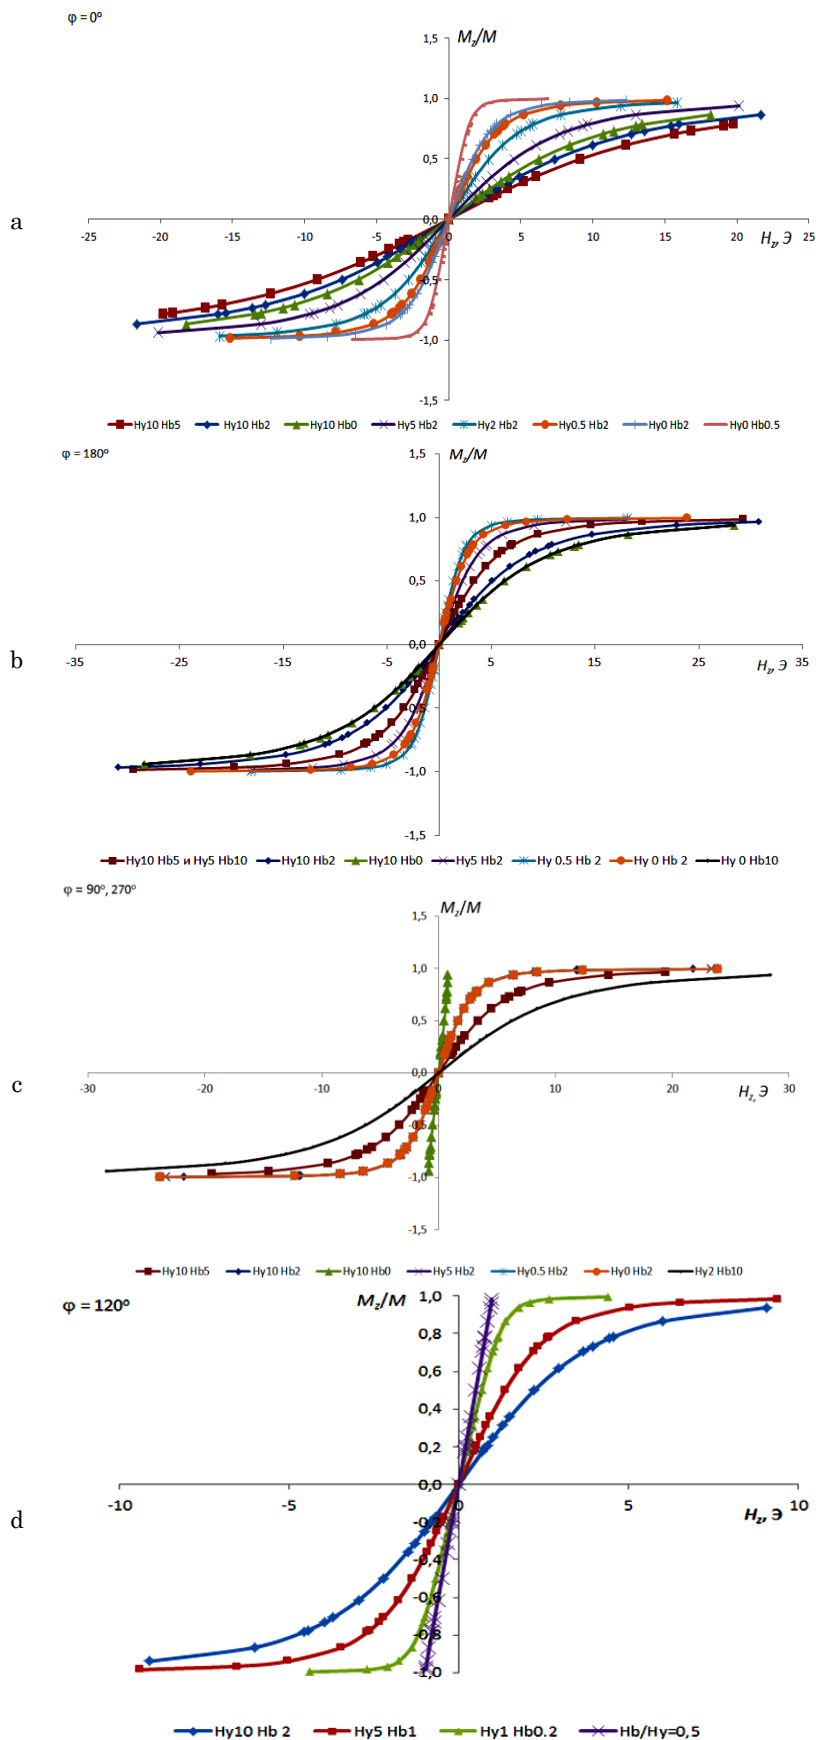 φ = 0°
Mz/M
1,5
1,0
0,5
0,0
-0,5
-1,0
-1,5
-25 -20 -15 -10 -5 0 5 10 15 20 25
Hz, Э
a
Hy10 Hb5 Hy10 Hb2 Hy10 Hb0 Hy5 Hb2 Hy2 Hb2 Hy0.5 Hb2 Hy0 Hb2 Hy0 Hb0.5
φ = 180°
Mz/M
1,5
1,0
0,5
0,0
-0,5
-1,0
-1,5
-35 -25 -15 -5 5 15 25 35
Hz, Э
b
Hy10 Hb5 и Hy5 Hb10 Hy10 Hb2 Hy10 Hb0 Hy5 Hb2 Hy 0.5 Hb 2 Hy 0 Hb 2 Hy 0 Hb10
φ = 90°, 270°
Mz/M
1,5
1,0
0,5
0,0
-0,5
-1,0
-1,5
-30 -20 -10 0 10 20 30
Hz, Э
c
Hy10 Hb5 Hy10 Hb2 Hy10 Hb0 Hy5 Hb2 Hy0.5 Hb2 Hy0 Hb2 Hy2 Hb10
φ = 120°
Mz/M
1,0
0,8
0,6
0,4
0,2
0,0
-0,2
-0,4
-0,6
-0,8
-1,0
-10 -5 0 5 10
Hz, Э
d
Hy10 Hb 2 Hy5 Hb1 Hy1 Hb0.2 Hb/Hy=0,5